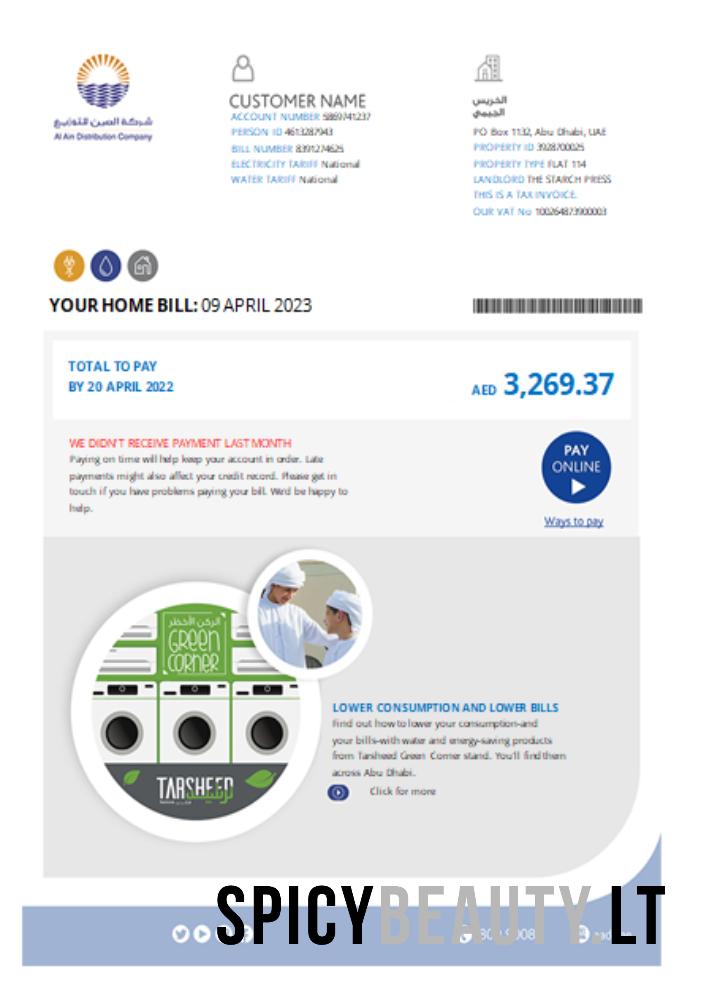 شركة العين للتوزيع
Al Ain Distribution Company
CUSTOMER NAME
ACCOUNT NUMBER 5869741237
PERSON ID 4613287943
BILL NUMBER 8391274625
ELECTRICITY TARIFF National
WATER TARIFF National
الخريس
الجيمي
PO Box 1132, Abu Dhabi, UAE
PROPERTY ID 3928700025
PROPERTY TYPE FLAT 114
LANDLORD THE STARCH PRESS
THIS IS A TAX INVOICE.
OUR VAT No 100264873900003
YOUR HOME BILL: 09 APRIL 2023
TOTAL TO PAY
BY 20 APRIL 2022
AED 3,269.37
WE DIDN'T RECEIVE PAYMENT LAST MONTH
Paying on time will help keep your account in order. Late
payments might also affect your credit record. Please get in
touch if you have problems paying your bill. We'd be happy to
help.
PAY
ONLINE
Ways to pay
الركن الأخضر
GREEN
CORNER
TARSHEED
ترشيد
LOWER CONSUMPTION AND LOWER BILLS
Find out how to lower your consumption-and
your bills-with water and energy-saving products
from Tarsheed Green Corner stand. You'll find them
across Abu Dhabi.
Click for more
SPICYBEAUTY.LT